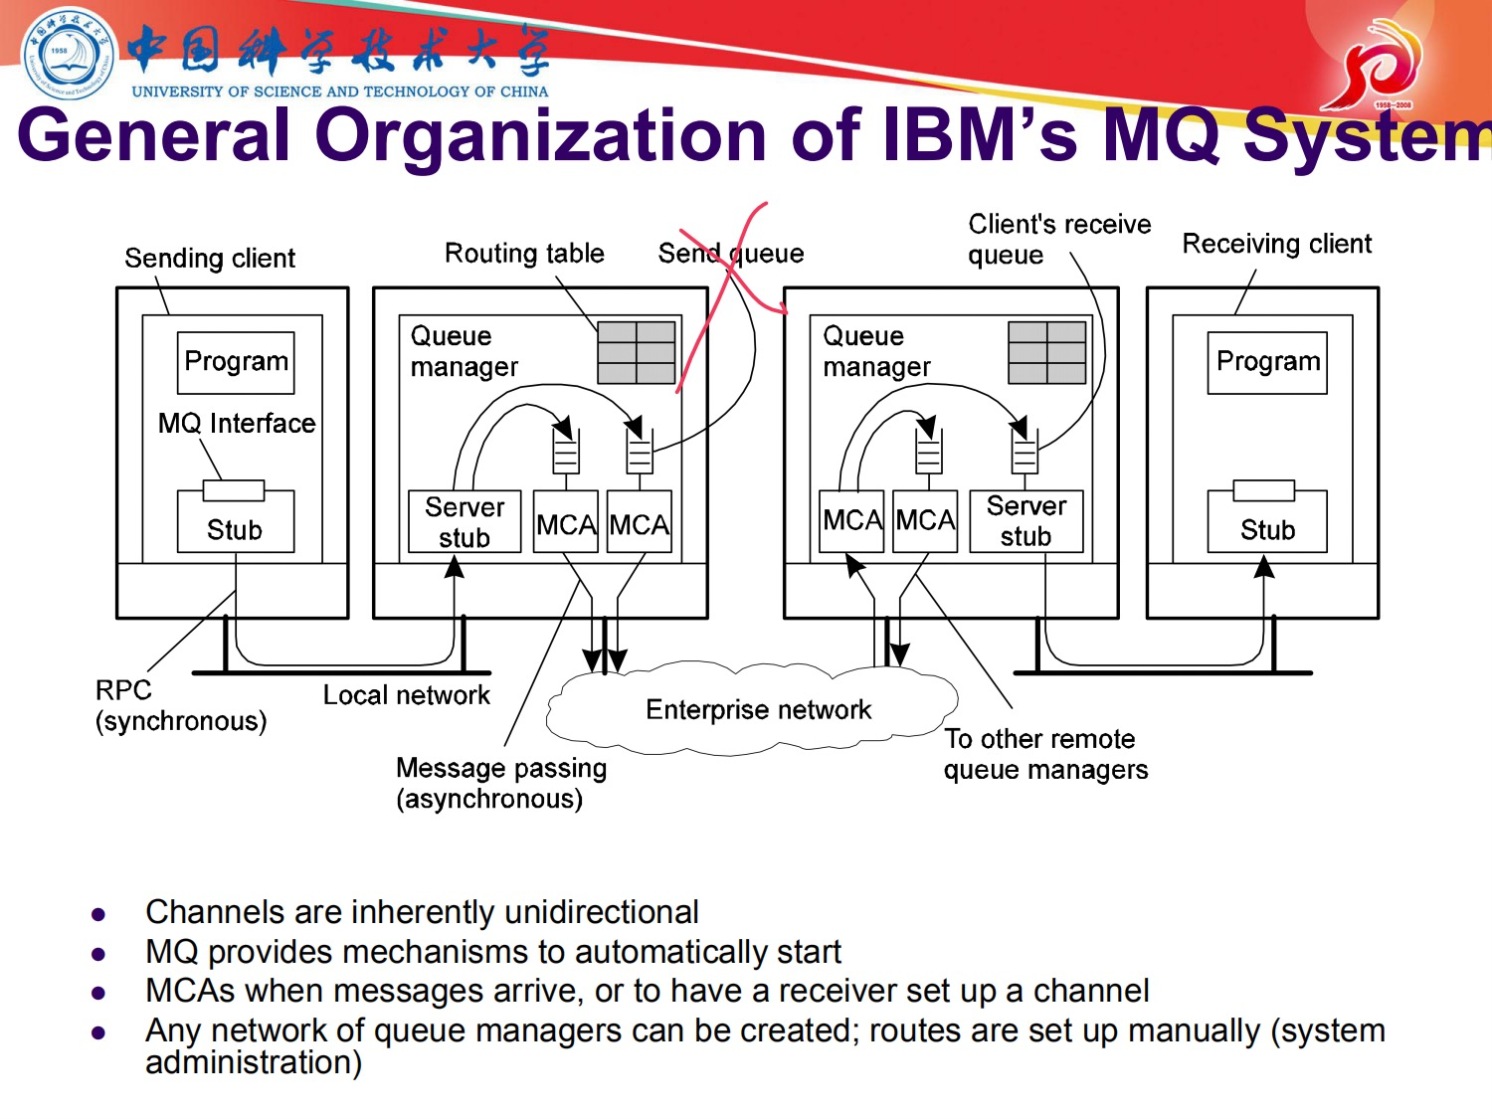 中国科学技术大学
1958
UNIVERSITY OF SCIENCE AND TECHNOLOGY OF CHINA
1958—2008
General Organization of IBM’s MQ System
Sending client
Routing table
Send queue
Client's receive
queue
Receiving client
Program
MQ Interface
Stub
Queue
manager
Server
stub
MCA
MCA
Queue
manager
MCA
MCA
Server
stub
Program
Stub
RPC
(synchronous)
Local network
Message passing
(asynchronous)
Enterprise network
To other remote
queue managers
Channels are inherently unidirectional
MQ provides mechanisms to automatically start
MCAs when messages arrive, or to have a receiver set up a channel
Any network of queue managers can be created; routes are set up manually (system
administration)